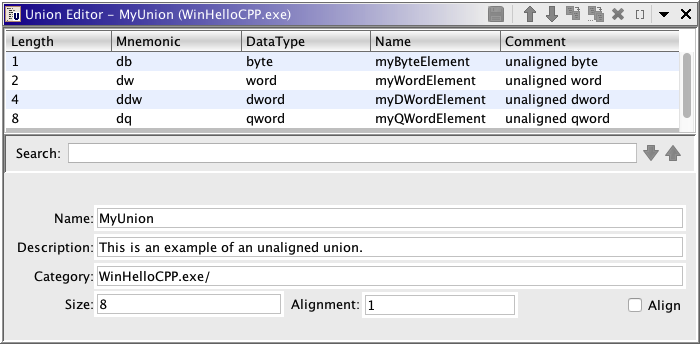 Union Editor – MyUnion (WinHelloCPP.exe)
Length Mnemonic DataType Name Comment
1 db byte myByteElement unaligned byte
2 dw word myWordElement unaligned word
4 ddw dword myDWordElement unaligned dword
8 dq qword myQWordElement unaligned qword
Search:
Name: MyUnion
Description: This is an example of an unaligned union.
Category: WinHelloCPP.exe/
Size: 8 Alignment: 1 Align